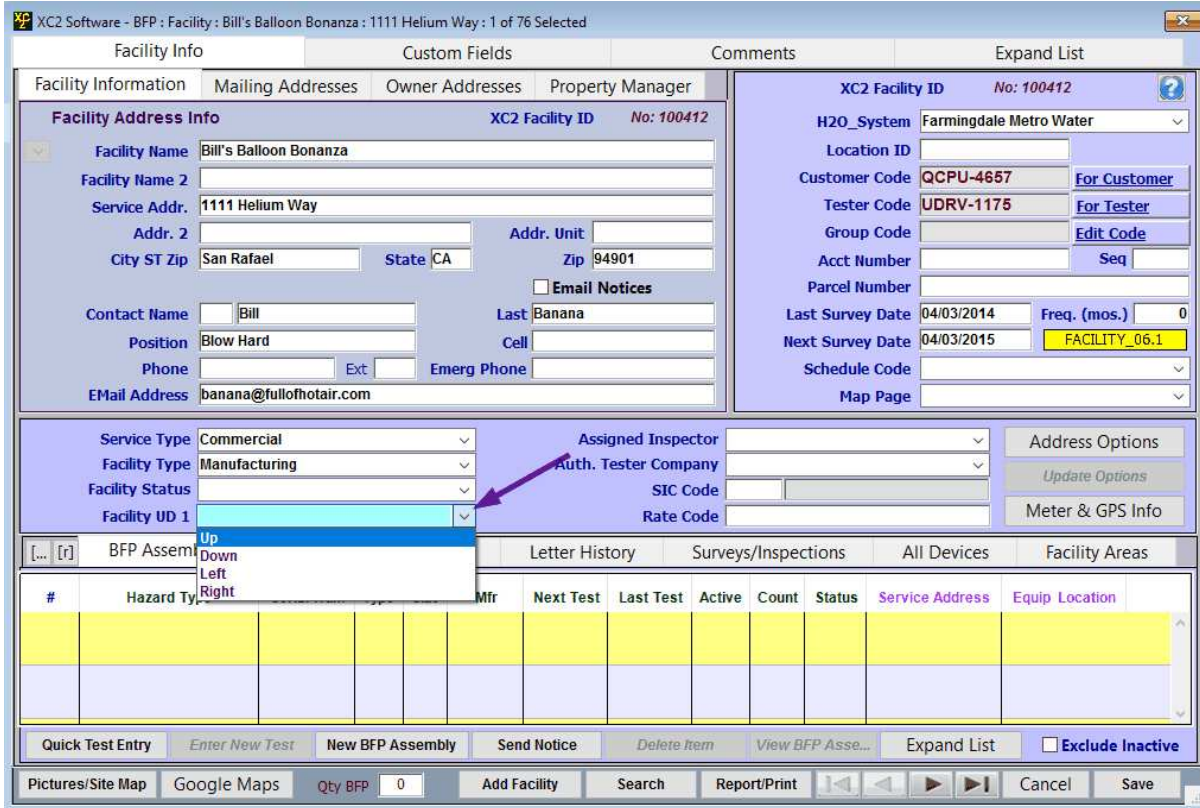 XC2 Software - BFP : Facility : Bill's Balloon Bonanza : 1111 Helium Way : 1 of 76 Selected
Facility Info Custom Fields Comments Expand List
Facility Information Mailing Addresses Owner Addresses Property Manager
Facility Address Info XC2 Facility ID No: 100412
Facility Name Bill's Balloon Bonanza
Facility Name 2
Service Addr. 1111 Helium Way
Addr. 2 Addr. Unit
City ST Zip San Rafael State CA Zip 94901
Email Notices
Contact Name Bill Last Banana
Position Blow Hard Cell
Phone Ext Emerg Phone
EMail Address banana@fullofhotair.com
XC2 Facility ID No: 100412 ?
H2O_System Farmingdale Metro Water
Location ID
Customer Code QCPU-4657 For Customer
Tester Code UDRV-1175 For Tester
Group Code Edit Code
Acct Number Seq
Parcel Number
Last Survey Date 04/03/2014 Freq. (mos.) 0
Next Survey Date 04/03/2015 FACILITY_06.1
Schedule Code
Map Page
Service Type Commercial Assigned Inspector Address Options
Facility Type Manufacturing Auth. Tester Company Update Options
Facility Status SIC Code
Facility UD 1 Rate Code Meter & GPS Info
Up
Down
Left
Right
[... [r] BFP Assemb Letter History Surveys/Inspections All Devices Facility Areas
# Hazard Ty Mfr Next Test Last Test Active Count Status Service Address Equip Location
Quick Test Entry Enter New Test New BFP Assembly Send Notice Delete Item View BFP Asse... Expand List Exclude Inactive
Pictures/Site Map Google Maps Qty BFP 0 Add Facility Search Report/Print Cancel Save